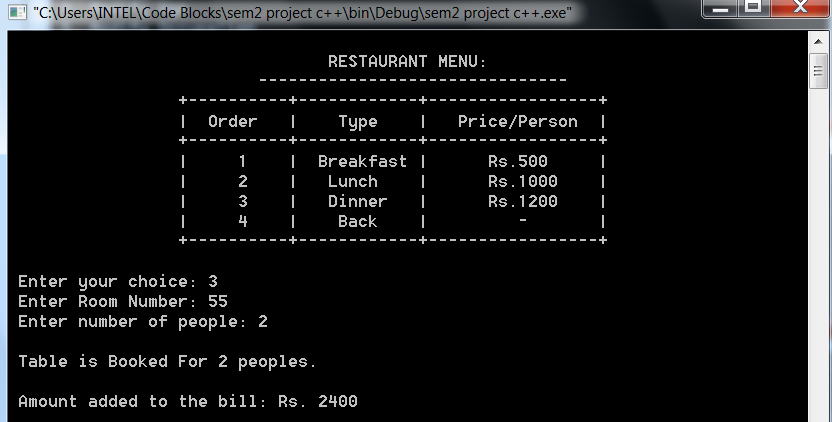 "C:\Users\INTEL\Code Blocks\sem2 project c++\bin\Debug\sem2 project c++.exe"
RESTAURANT MENU:
-------------------------------
+----------+------------+-----------------+
| Order | Type | Price/Person |
+----------+------------+-----------------+
| 1 | Breakfast | Rs.500 |
| 2 | Lunch | Rs.1000 |
| 3 | Dinner | Rs.1200 |
| 4 | Back | - |
+----------+------------+-----------------+
Enter your choice: 3
Enter Room Number: 55
Enter number of people: 2
Table is Booked For 2 peoples.
Amount added to the bill: Rs. 2400